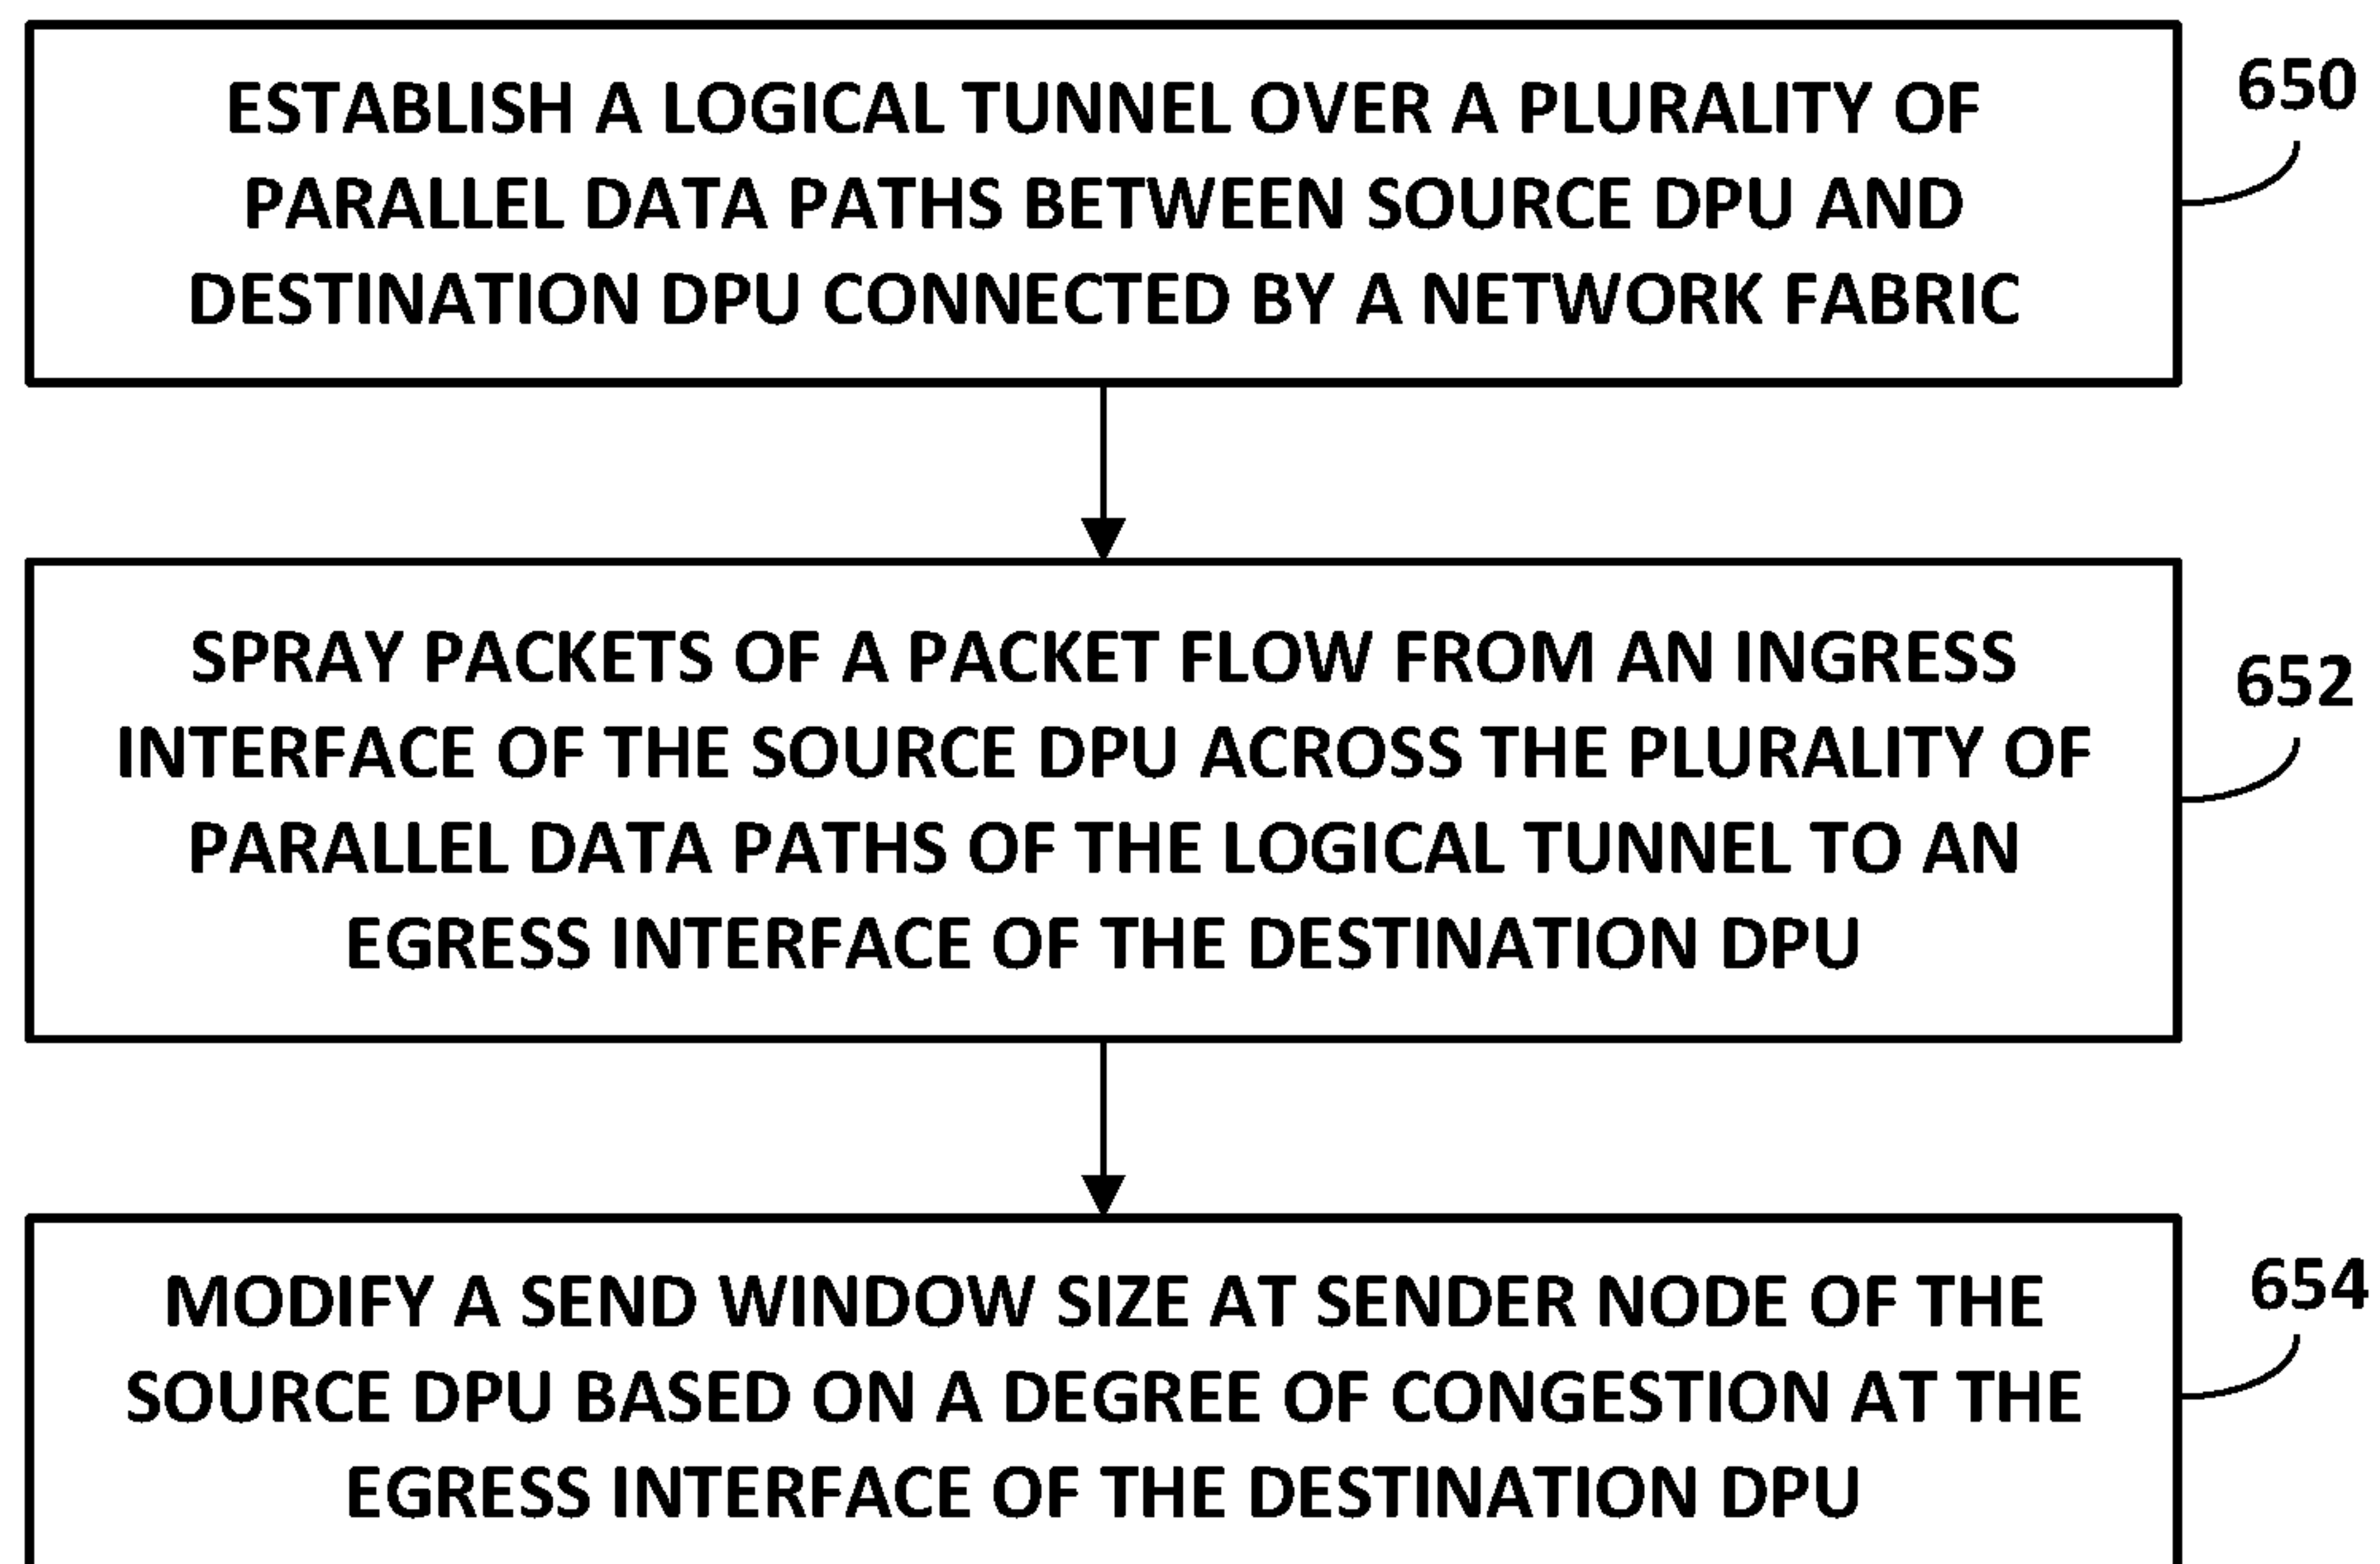 ESTABLISH A LOGICAL TUNNEL OVER A PLURALITY OF
PARALLEL DATA PATHS BETWEEN SOURCE DPU AND
DESTINATION DPU CONNECTED BY A NETWORK FABRIC
650
SPRAY PACKETS OF A PACKET FLOW FROM AN INGRESS
INTERFACE OF THE SOURCE DPU ACROSS THE PLURALITY OF
PARALLEL DATA PATHS OF THE LOGICAL TUNNEL TO AN
EGRESS INTERFACE OF THE DESTINATION DPU
652
MODIFY A SEND WINDOW SIZE AT SENDER NODE OF THE
SOURCE DPU BASED ON A DEGREE OF CONGESTION AT THE
EGRESS INTERFACE OF THE DESTINATION DPU
654